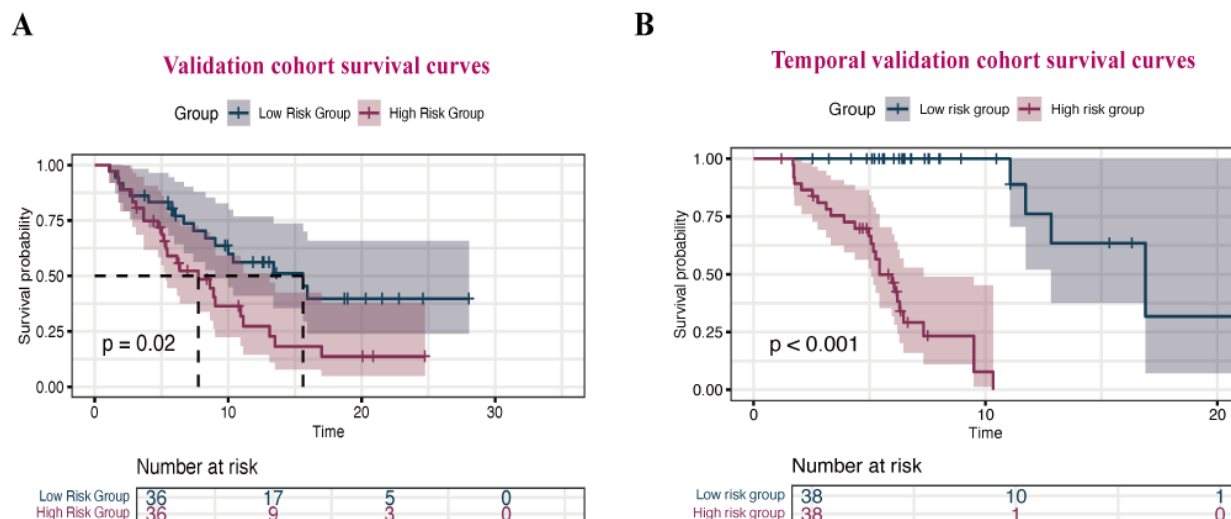 A
Validation cohort survival curves
Group Low Risk Group High Risk Group
Survival probability
1.00
0.75
0.50
0.25
0.00
p = 0.02
0 10 20 30
Time
Number at risk
Low Risk Group 36 17 5 0
High Risk Group 36 9 3 0
B
Temporal validation cohort survival curves
Group Low risk group High risk group
Survival probability
1.00
0.75
0.50
0.25
0.00
p < 0.001
0 10 20
Time
Number at risk
Low risk group 38 10 1
High risk group 38 1 0